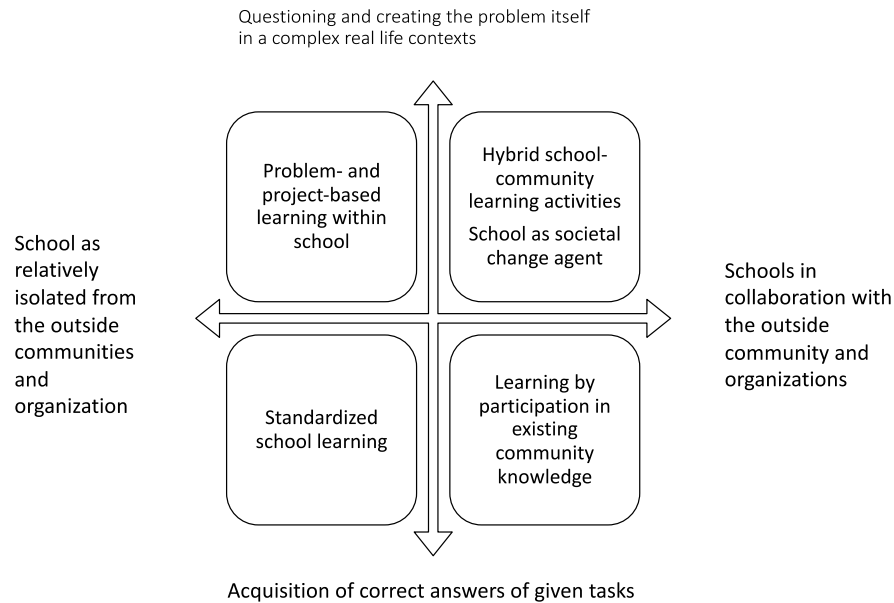 Questioning and creating the problem itself
in a complex real life contexts
Problem- and
project-based
learning within
school
Hybrid school-
community
learning activities
School as societal
change agent
School as
relatively
isolated from
the outside
communities
and
organization
Schools in
collaboration with
the outside
community and
organizations
Standardized
school learning
Learning by
participation in
existing
community
knowledge
Acquisition of correct answers of given tasks